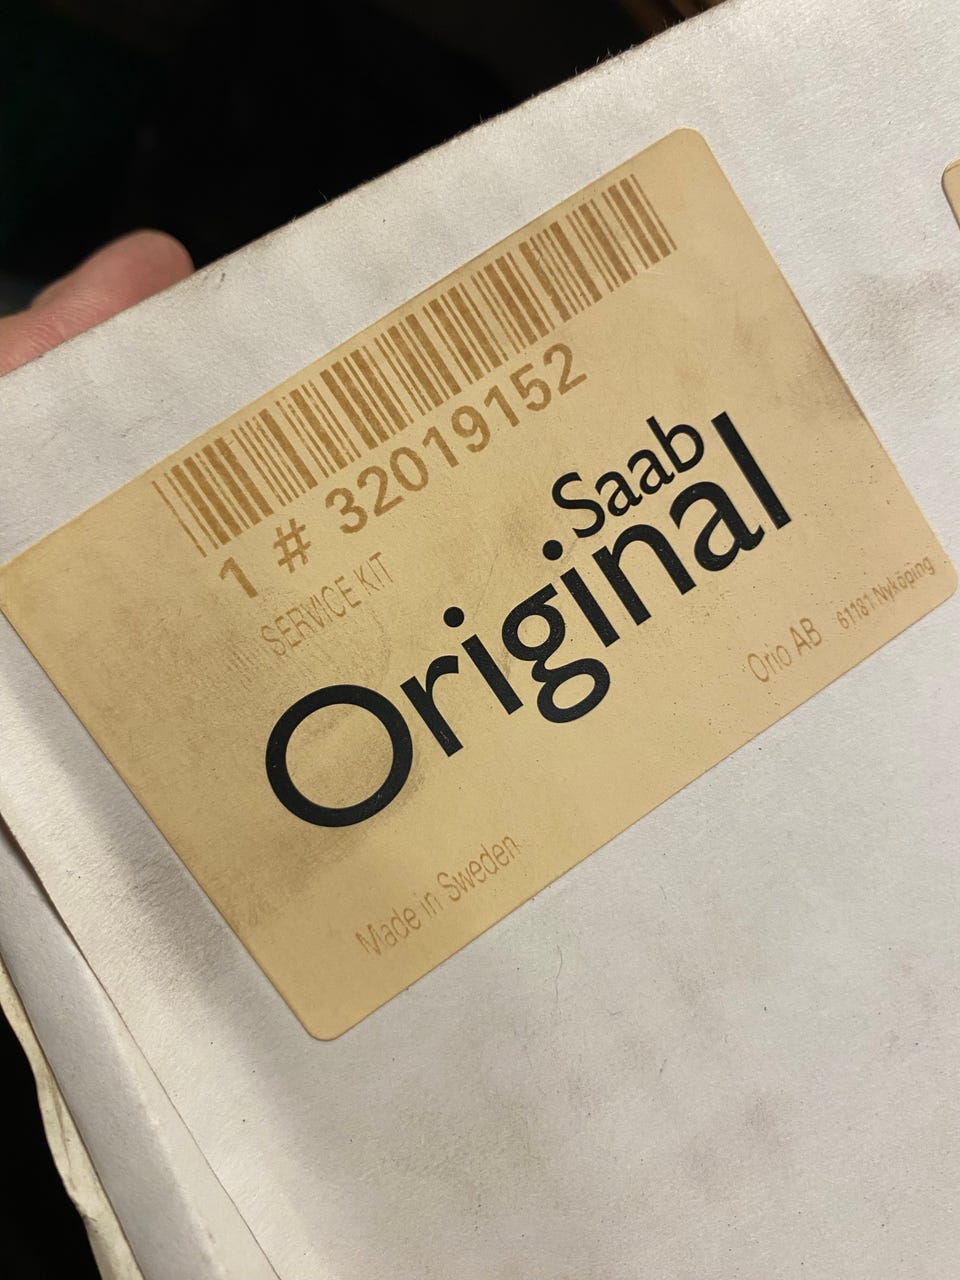 1 # 32019152
SERVICE KIT
Saab
Original
Orio AB 61181 Nyköping
Made in Sweden